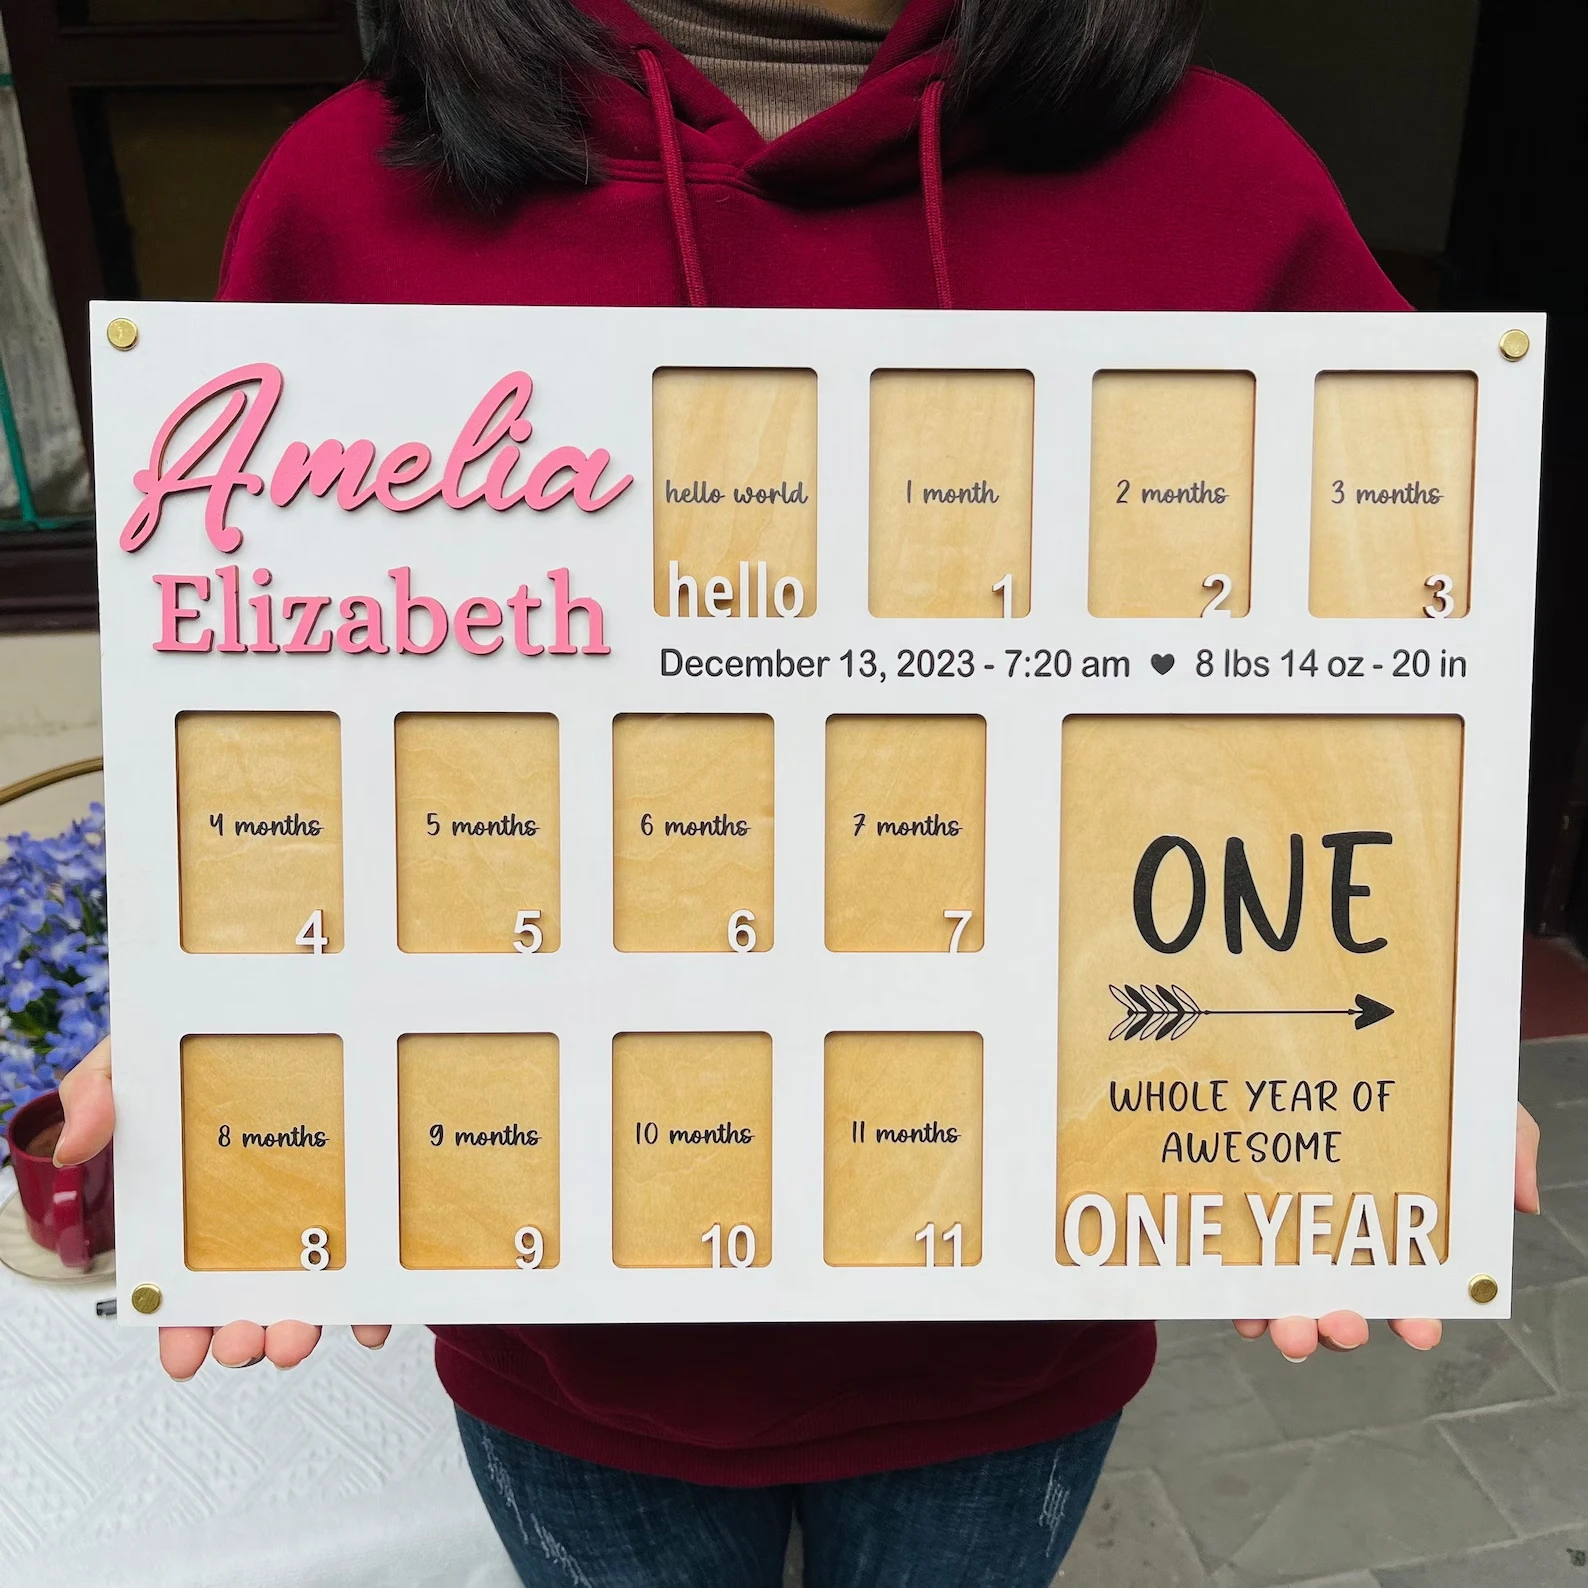 Amelia
Elizabeth
hello world
hello
1 month
1
2 months
2
3 months
3
December 13, 2023 - 7:20 am ♥ 8 lbs 14 oz - 20 in
4 months
4
5 months
5
6 months
6
7 months
7
8 months
8
9 months
9
10 months
10
11 months
11
ONE
WHOLE YEAR OF
AWESOME
ONE YEAR